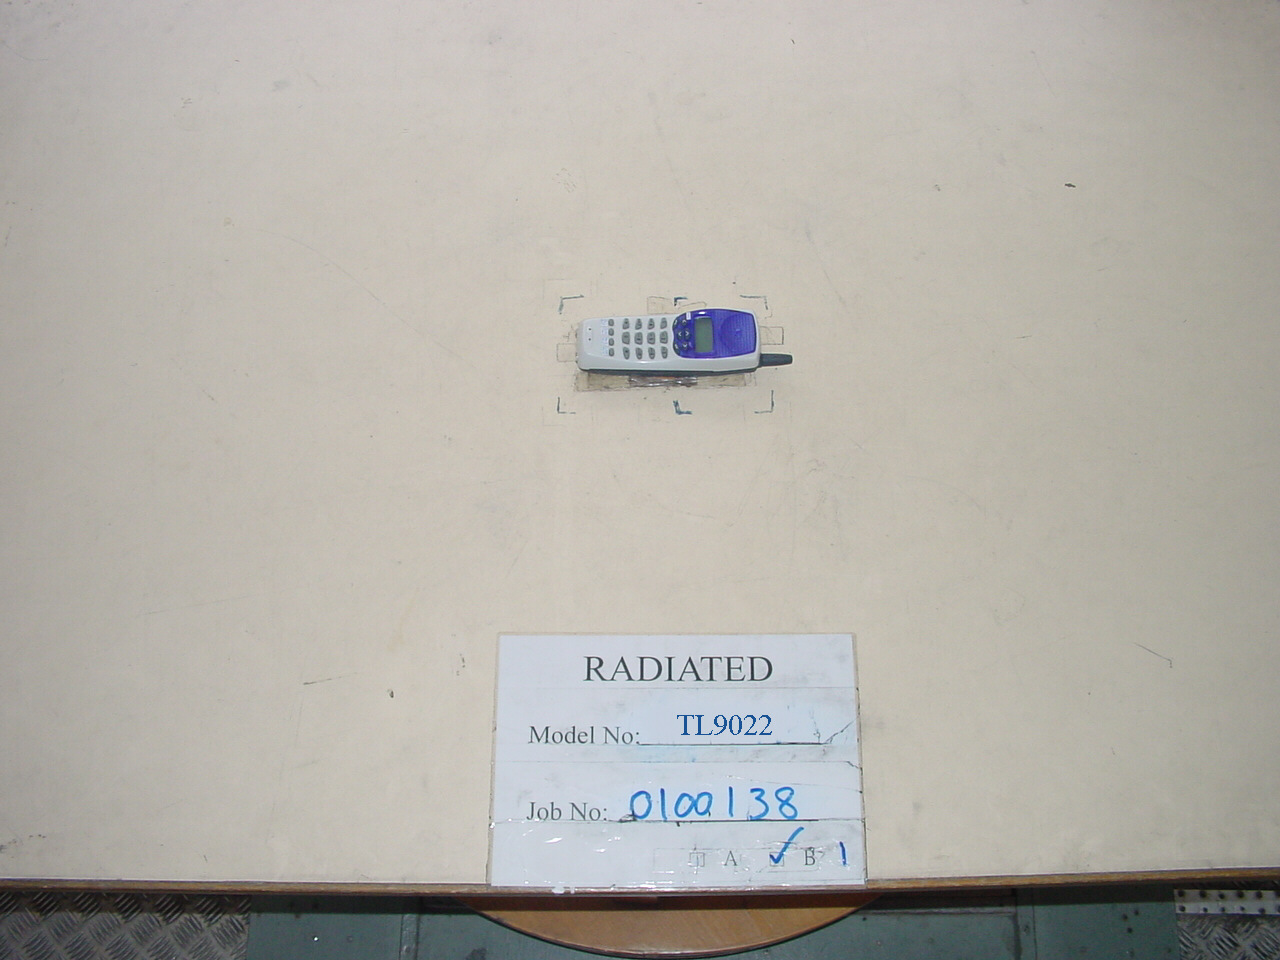 RADIATED
Model No: TL9022
Job No: 0100138
A ✓ B 1